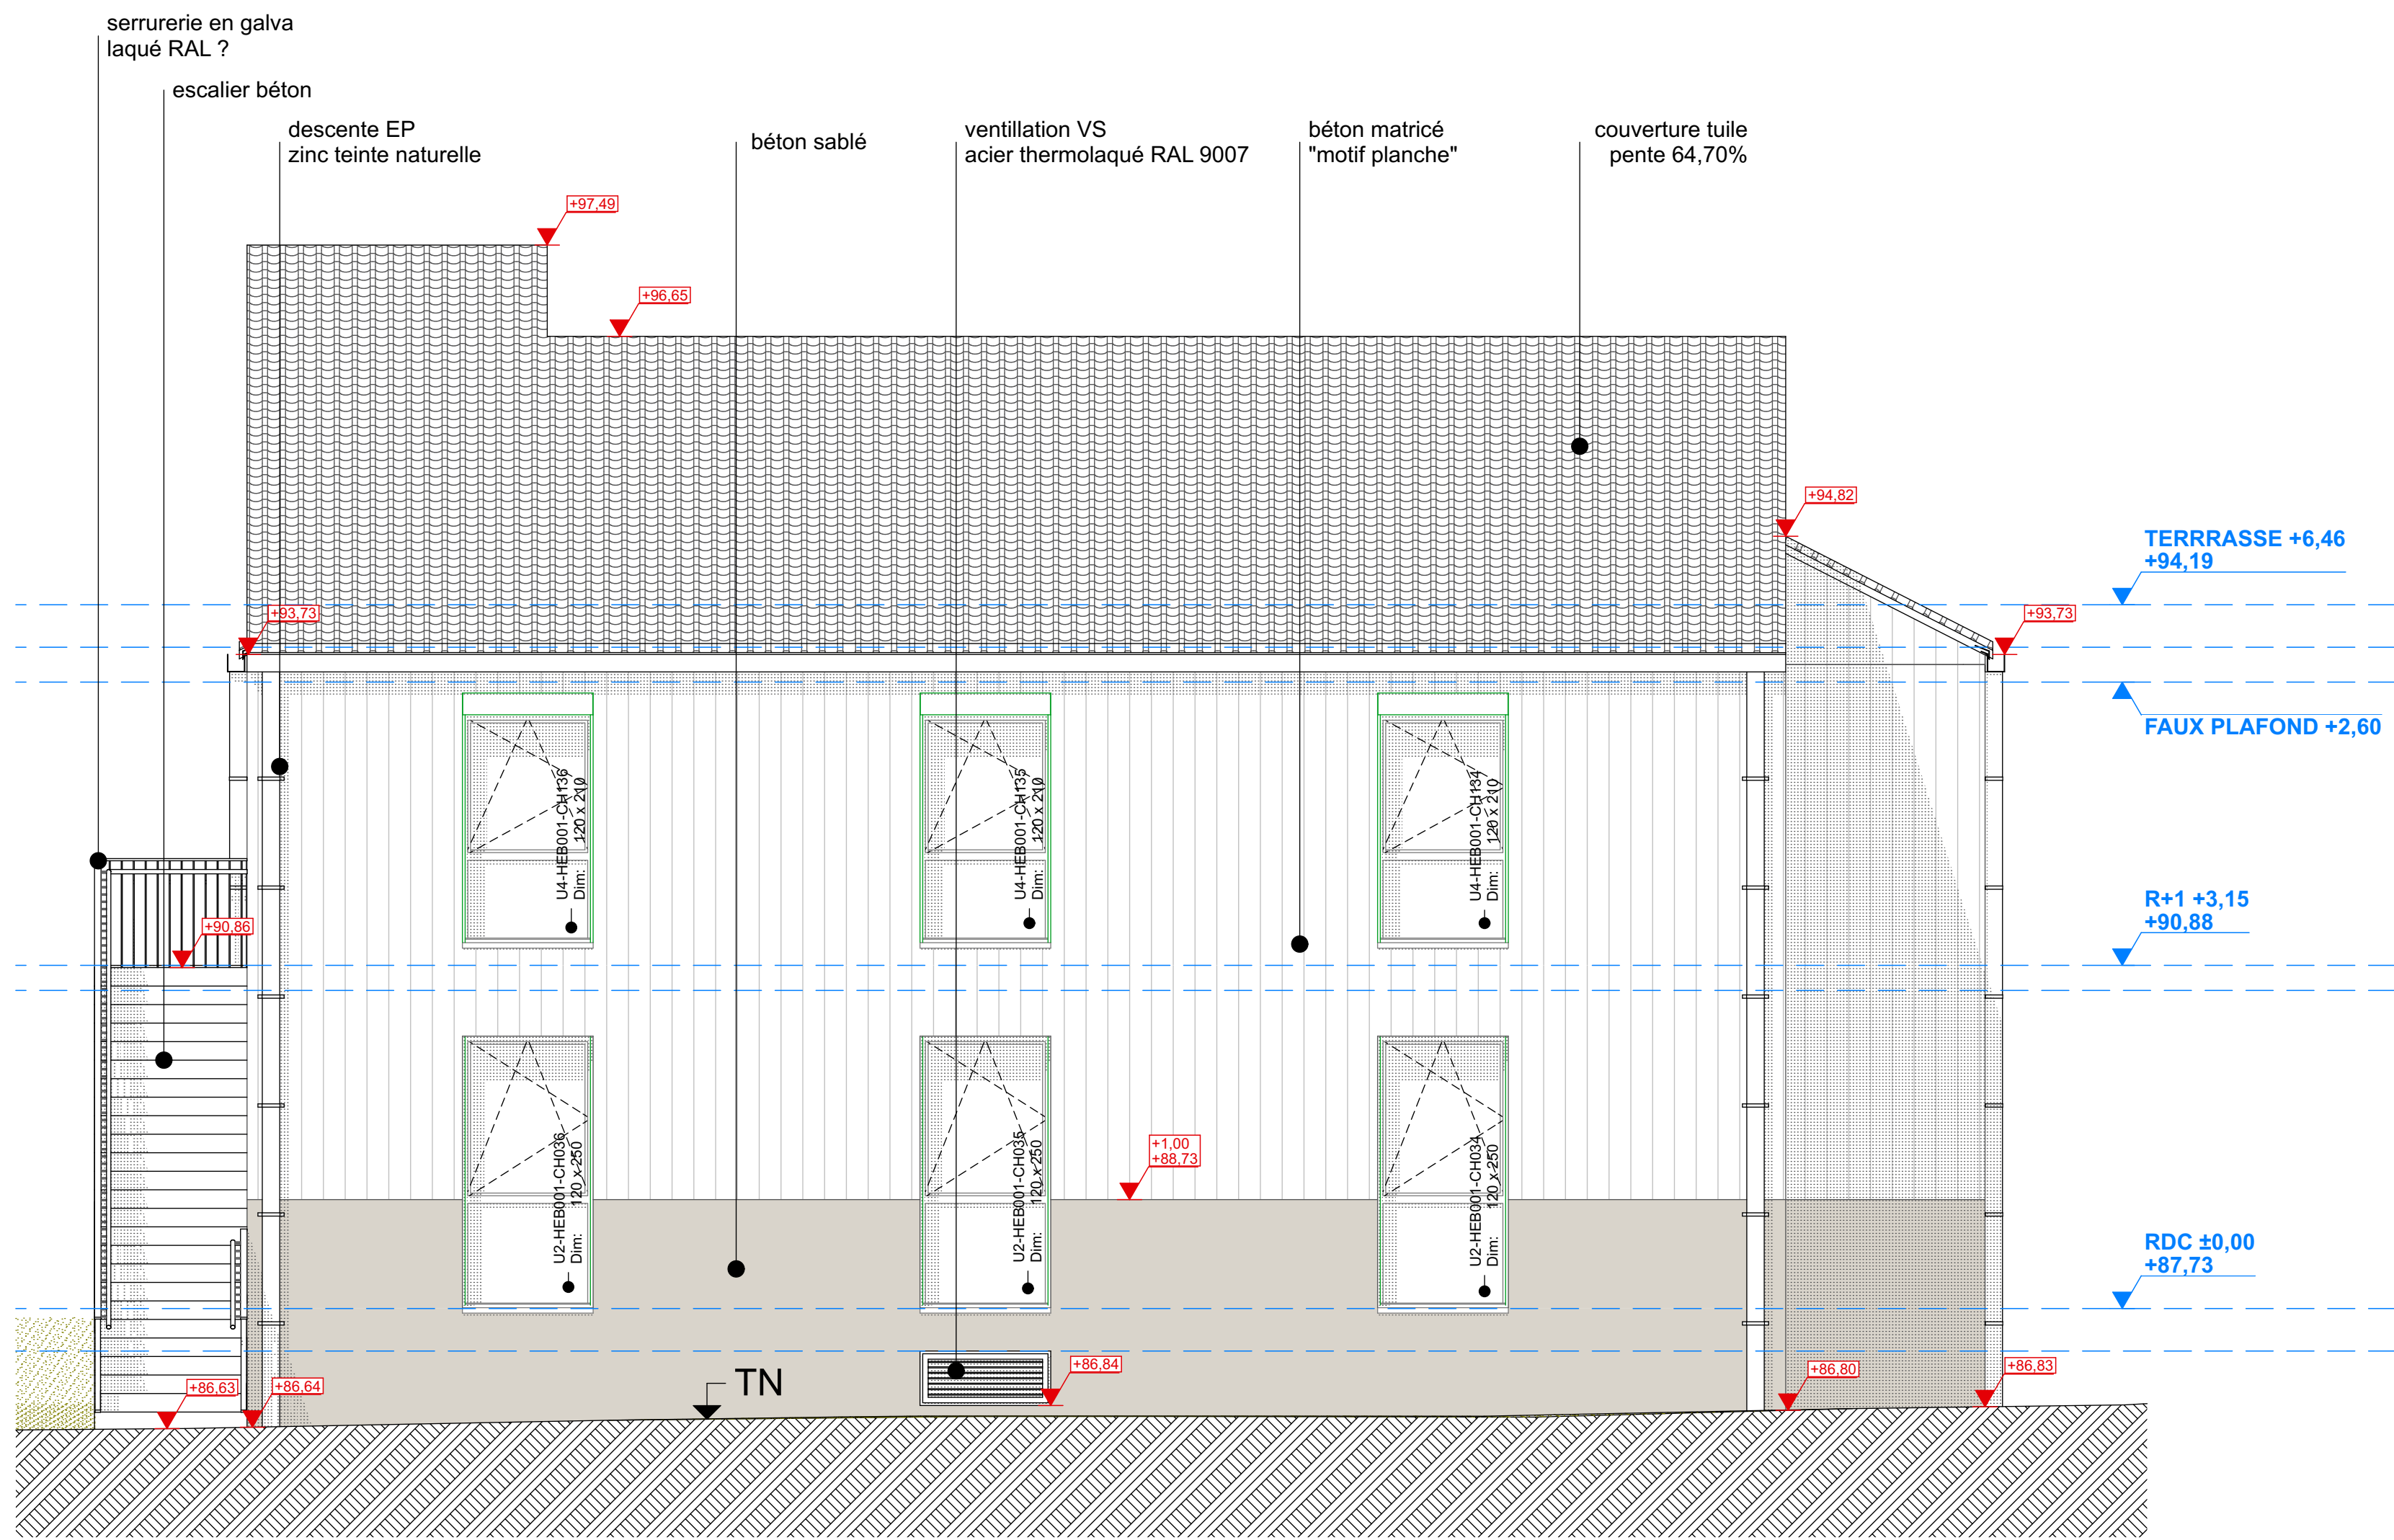 serrurerie en galva
laqué RAL ?
escalier béton
descente EP
zinc teinte naturelle
béton sablé
ventillation VS
acier thermolaqué RAL 9007
béton matricé
"motif planche"
couverture tuile
pente 64,70%
+97,49
+96,65
+94,82
TERRRASSE +6,46
+94,19
+93,73
+93,73
FAUX PLAFOND +2,60
U4-HEB001-CH136
Dim: 120 x 210
U4-HEB001-CH135
Dim: 120 x 210
U4-HEB001-CH134
Dim: 120 x 210
+90,86
R+1 +3,15
+90,88
+1,00
+88,73
U2-HEB001-CH036
Dim: 120 x 250
U2-HEB001-CH035
Dim: 120 x 250
U2-HEB001-CH034
Dim: 120 x 250
RDC ±0,00
+87,73
+86,63
+86,64
TN
+86,84
+86,80
+86,83